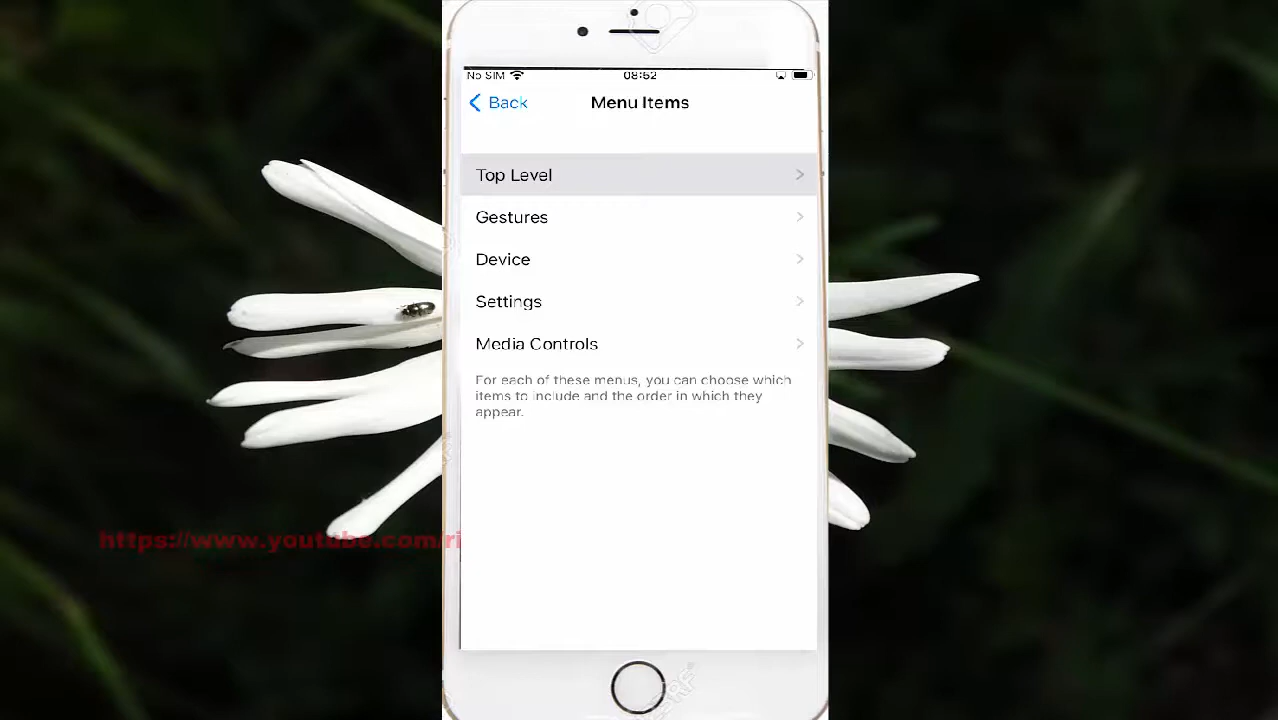 No SIM 08:52
Back Menu Items
Top Level
Gestures
Device
Settings
Media Controls
For each of these menus, you can choose which
items to include and the order in which they
appear.
https://www.youtube.com/ri